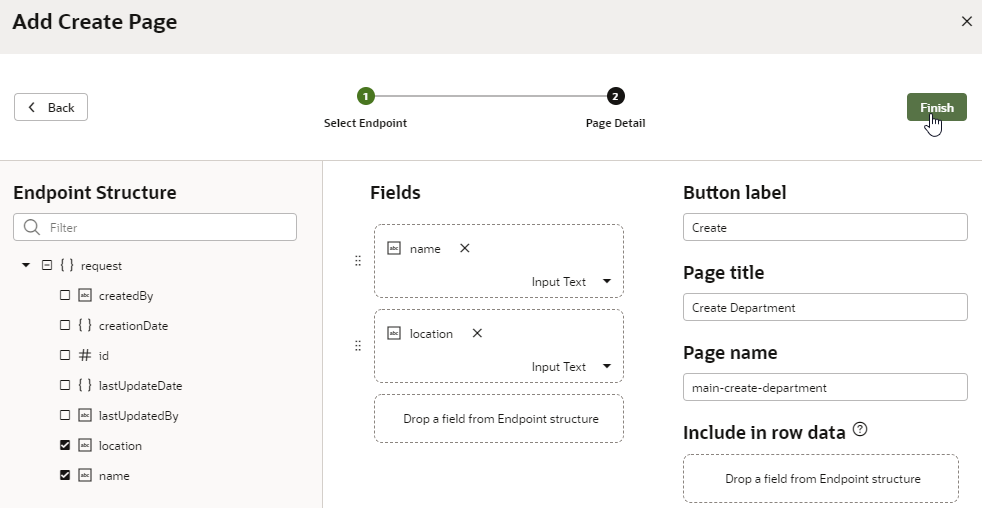 Add Create Page
Back
1
2
Select Endpoint
Page Detail
Finish
Endpoint Structure
Filter
request
createdBy
creationDate
id
lastUpdateDate
lastUpdatedBy
location
name
Fields
abc name
Input Text
abc location
Input Text
Drop a field from Endpoint structure
Button label
Create
Page title
Create Department
Page name
main-create-department
Include in row data
Drop a field from Endpoint structure